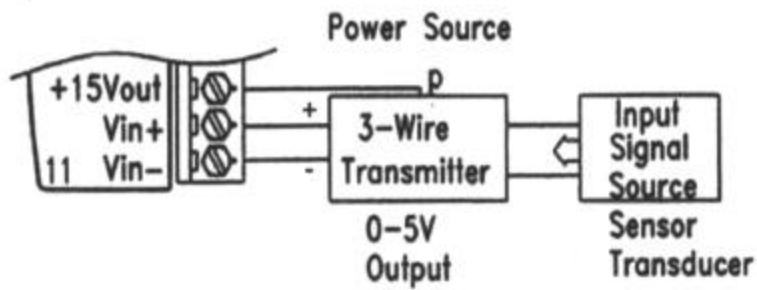 Power Source
+15Vout
p
Vin+
+
3-Wire
Input
11 Vin-
-
Transmitter
Signal
Source
0-5V
Output
Sensor
Transducer